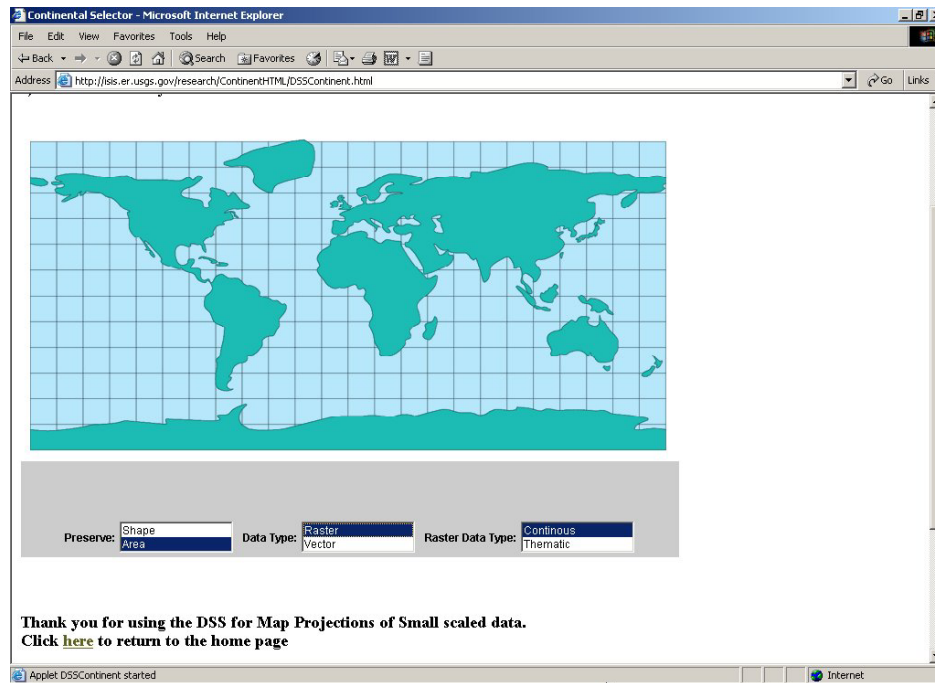 Continental Selector - Microsoft Internet Explorer
File Edit View Favorites Tools Help
Back Search Favorites
Address http://isis.er.usgs.gov/research/ContinentHTML/DSSContinent.html Go Links
Preserve: Shape Area Data Type: Raster Vector Raster Data Type: Continous Thematic
Thank you for using the DSS for Map Projections of Small scaled data.
Click here to return to the home page
Applet DSSContinent started Internet